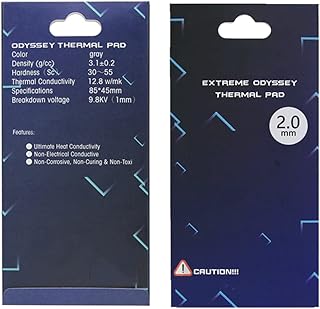 ODYSSEY THERMAL PAD
Color gray
Density (g/cc) 3.1±0.2
Hardness (SC) 30~55
Thermal Conductivity 12.8 w/mk
Specifications 85*45mm
Breakdown voltage 9.8KV (1mm)
Features:
Ultimate Heat Conductivity
Non-Electrical Conductive
Non-Corrosive, Non-Curing & Non-Toxi
EXTREME ODYSSEY
THERMAL PAD
2.0
mm
CAUTION!!!